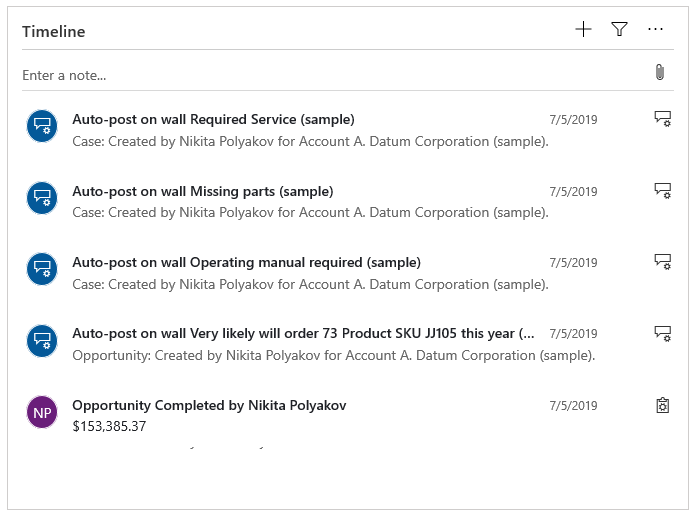 Timeline
Enter a note...
Auto-post on wall Required Service (sample) 7/5/2019
Case: Created by Nikita Polyakov for Account A. Datum Corporation (sample).
Auto-post on wall Missing parts (sample) 7/5/2019
Case: Created by Nikita Polyakov for Account A. Datum Corporation (sample).
Auto-post on wall Operating manual required (sample) 7/5/2019
Case: Created by Nikita Polyakov for Account A. Datum Corporation (sample).
Auto-post on wall Very likely will order 73 Product SKU JJ105 this year (... 7/5/2019
Opportunity: Created by Nikita Polyakov for Account A. Datum Corporation (sample).
NP Opportunity Completed by Nikita Polyakov 7/5/2019
$153,385.37